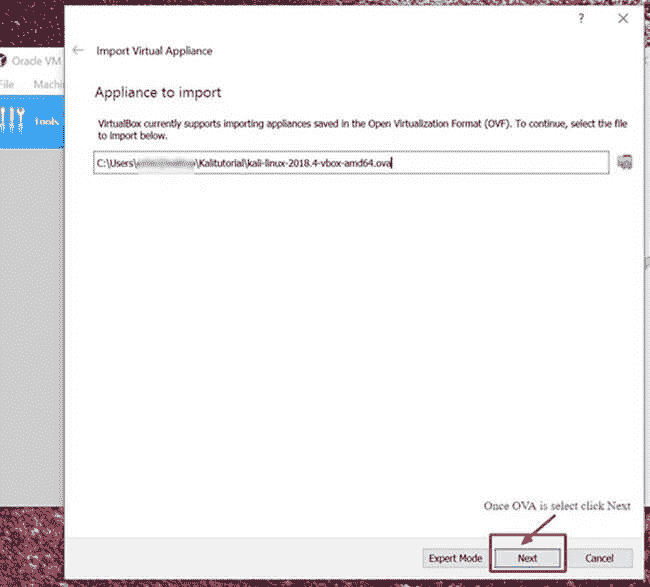 ?
Import Virtual Appliance
Oracle VM
File Machin
Tools
Appliance to import
VirtualBox currently supports importing appliances saved in the Open Virtualization Format (OVF). To continue, select the file
to import below.
C:\Users\ \Kalitutorial\kali-linux-2018.4-vbox-amd64.ova
Once OVA is select click Next
Expert Mode Next Cancel